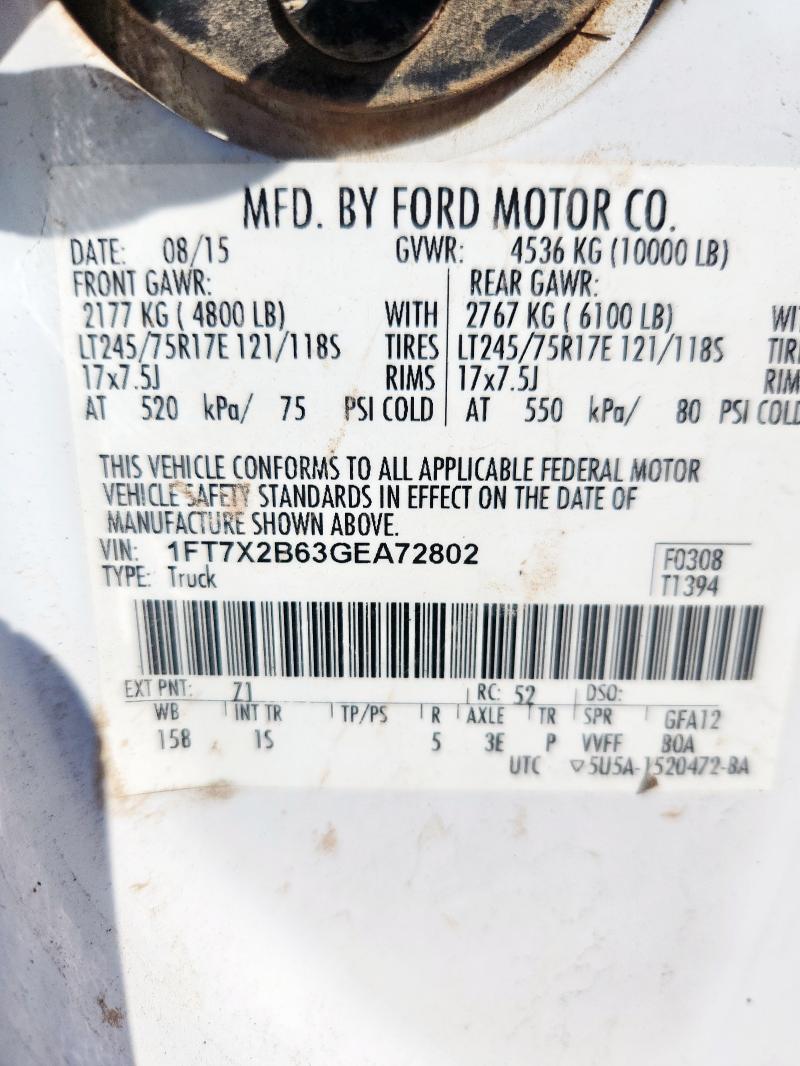 MFD. BY FORD MOTOR CO.
DATE: 08/15 GVWR: 4536 KG (10000 LB)
FRONT GAWR: REAR GAWR:
2177 KG ( 4800 LB) WITH 2767 KG ( 6100 LB) WIT
LT245/75R17E 121/118S TIRES LT245/75R17E 121/118S TIR
17x7.5J RIMS 17x7.5J RIM
AT 520 kPa/ 75 PSI COLD AT 550 kPa/ 80 PSI COLD
THIS VEHICLE CONFORMS TO ALL APPLICABLE FEDERAL MOTOR
VEHICLE SAFETY STANDARDS IN EFFECT ON THE DATE OF
MANUFACTURE SHOWN ABOVE.
VIN: 1FT7X2B63GEA72802 F0308
TYPE: Truck T1394
EXT PNT: Z1 RC: 52 DSO:
WB INT TR TP/PS R AXLE TR SPR GFA12
158 1S 5 3E P VVFF BOA
UTC ▽5U5A-1520472-BA